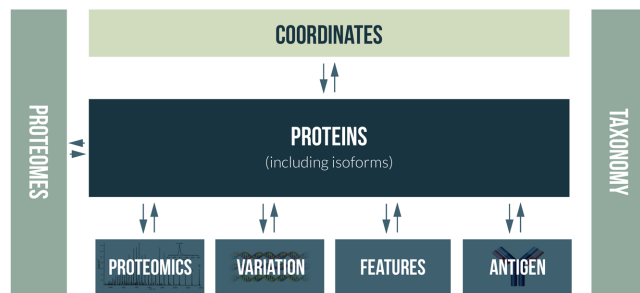 COORDINATES
PROTEOMES
PROTEINS
(including isoforms)
TAXONOMY
PROTEOMICS
VARIATION
FEATURES
ANTIGEN